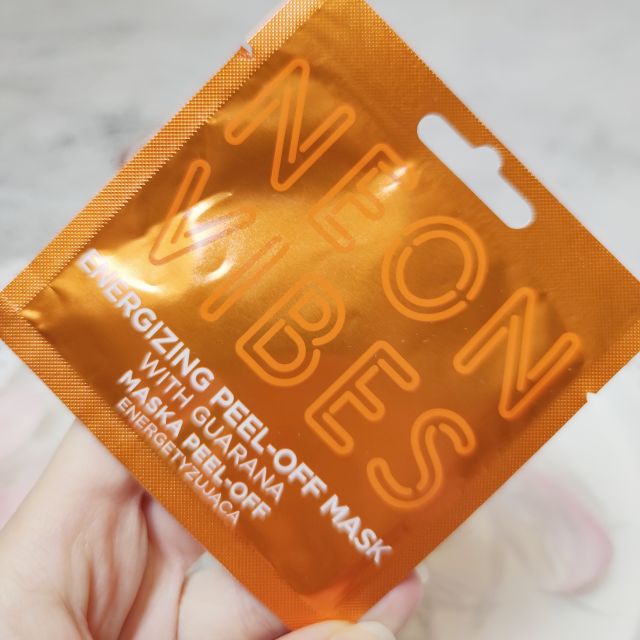 NEON
VIBES
ENERGIZING PEEL-OFF MASK
WITH GUARANA
MASKA PEEL-OFF
ENERGETYZUJĄCA